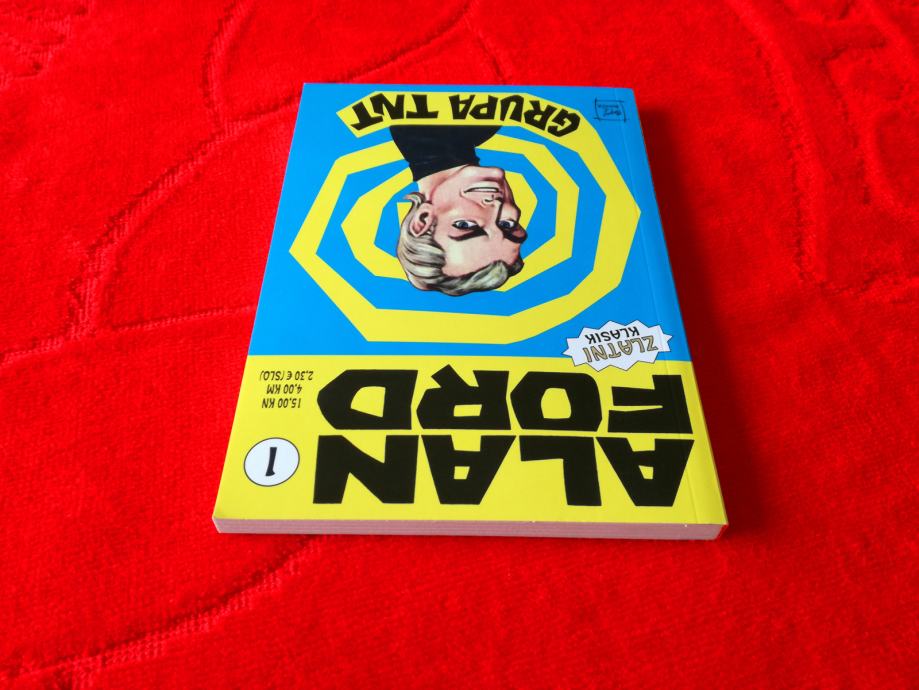 ALAN
FORD
1
15,00 KN
4,00 KM
2,30 € (SLO)
ZLATNI
KLASIK
GRUPA TNT